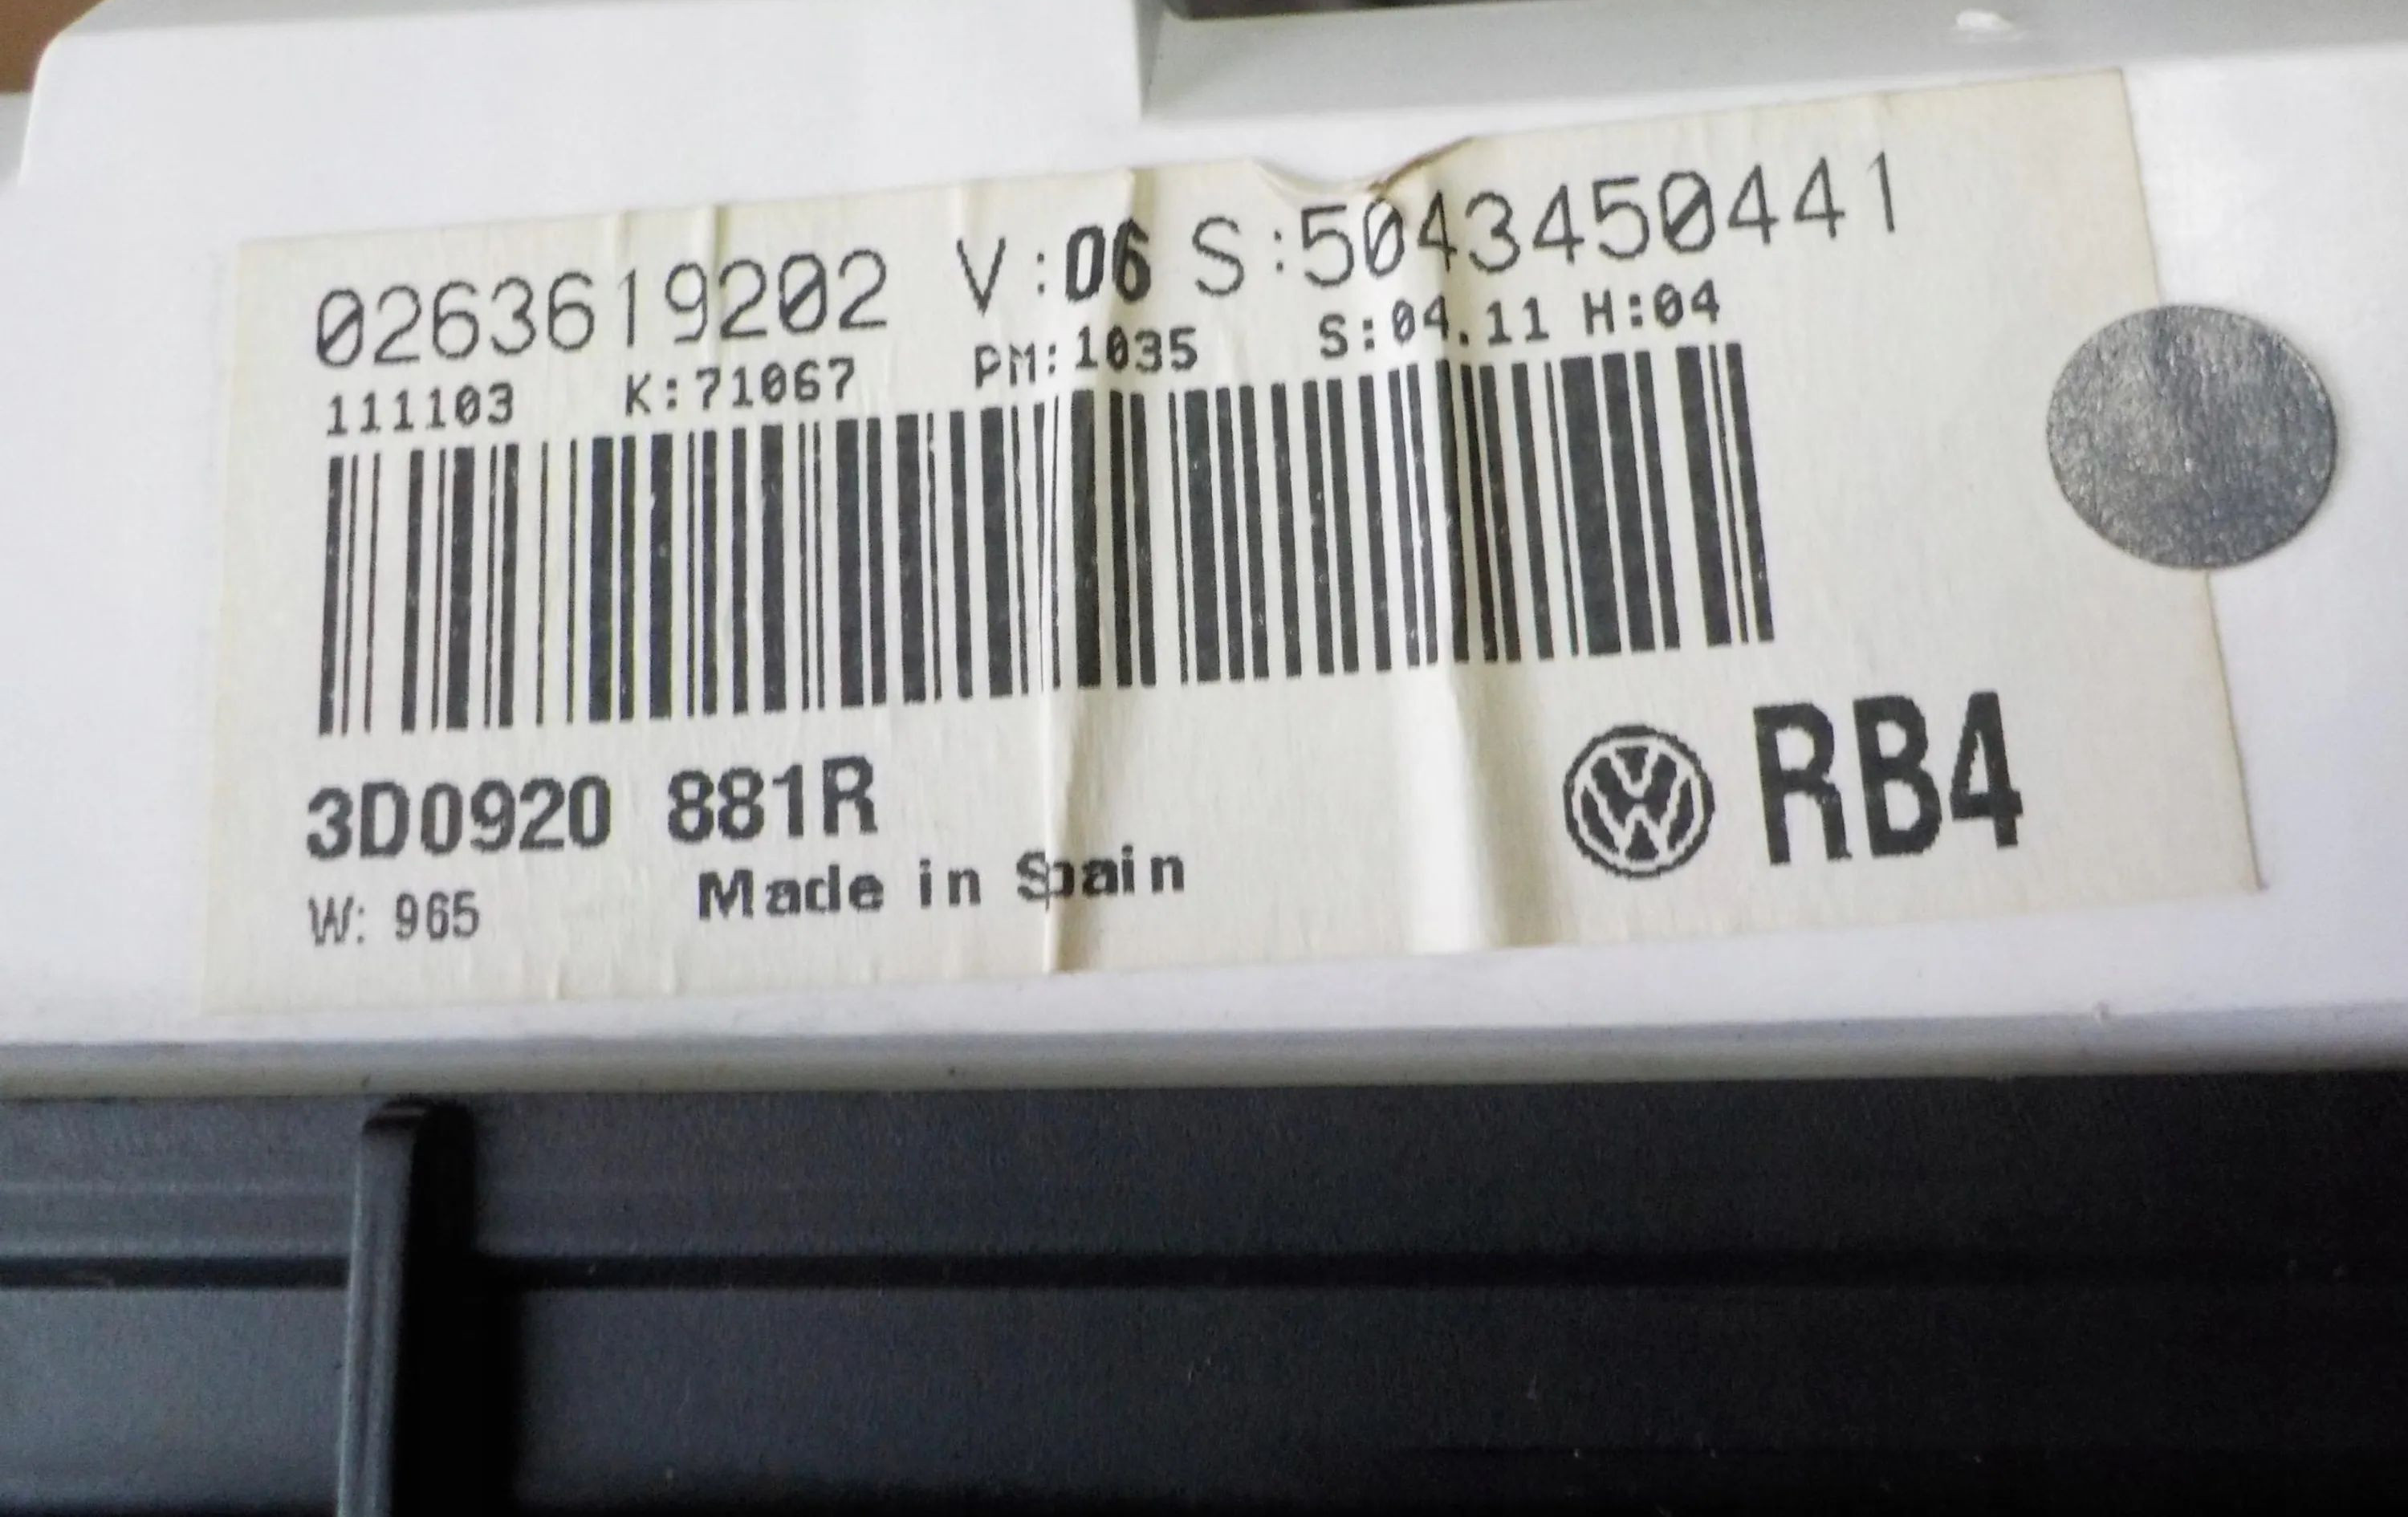 0263619202 V:06 S:5043450441
111103 K:71067 PM:1035 S:04.11 H:04
3D0920 881R
RB4
W: 965 Made in Spain